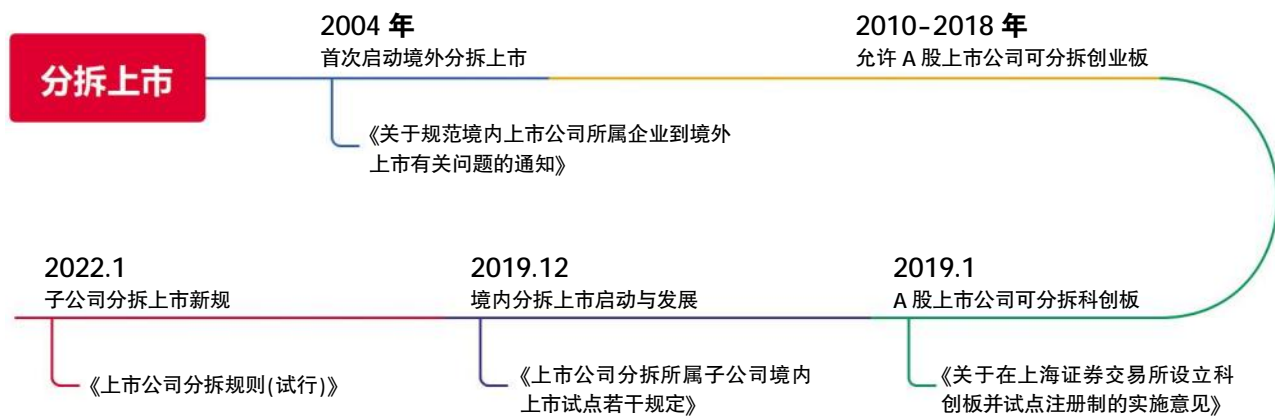 分拆上市
2004 年
首次启动境外分拆上市
《关于规范境内上市公司所属企业到境外
上市有关问题的通知》
2010-2018 年
允许 A 股上市公司可分拆创业板
2019.1
A 股上市公司可分拆科创板
《关于在上海证券交易所设立科
创板并试点注册制的实施意见》
2019.12
境内分拆上市启动与发展
《上市公司分拆所属子公司境内
上市试点若干规定》
2022.1
子公司分拆上市新规
《上市公司分拆规则(试行)》